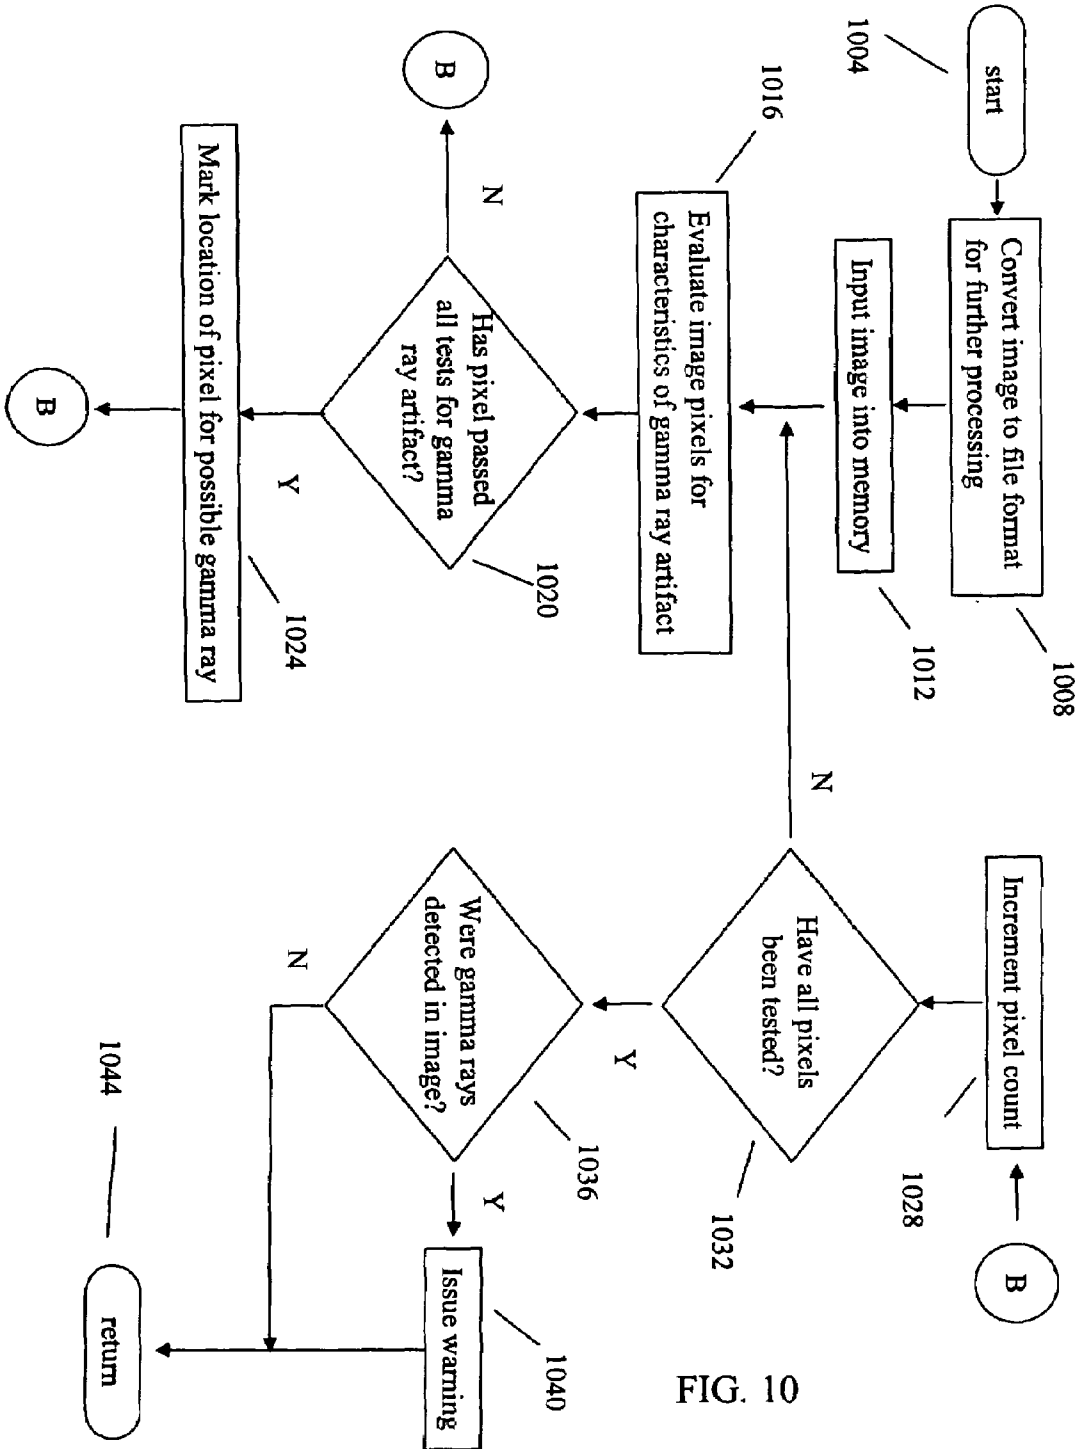 start
1004
Convert image to file format
for further processing
1008
Input image into memory
1012
1016
Evaluate image pixels for
characteristics of gamma ray artifact
Has pixel passed
all tests for gamma
ray artifact?
1020
N
B
Y
Mark location of pixel for possible gamma ray
1024
B
B
Increment pixel count
1028
Have all pixels
been tested?
1032
N
Y
Were gamma rays
detected in image?
1036
Y
Issue warning
1040
N
return
1044
FIG. 10